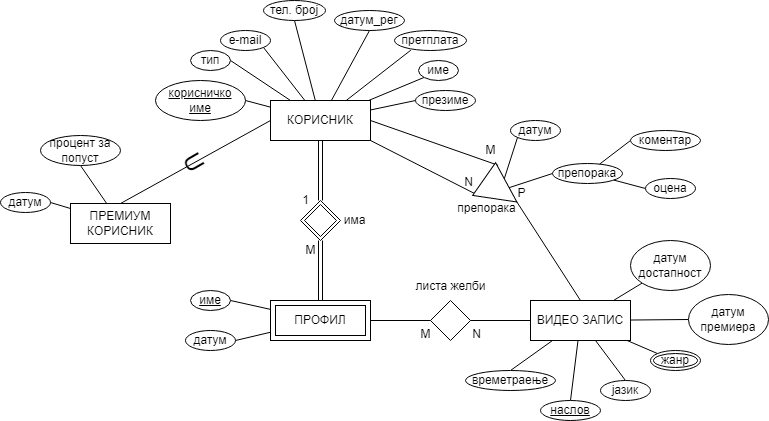 тел. број
датум_рег
e-mail
претплата
тип
име
корисничко
име
презиме
КОРИСНИК
датум
коментар
M
процент за
попуст
N
P
препорака
оцена
датум
препорака
1
ПРЕМИУМ
КОРИСНИК
има
M
датум
достапност
листа желби
име
ПРОФИЛ
ВИДЕО ЗАПИС
датум
премиера
M
N
датум
жанр
времетраење
јазик
наслов